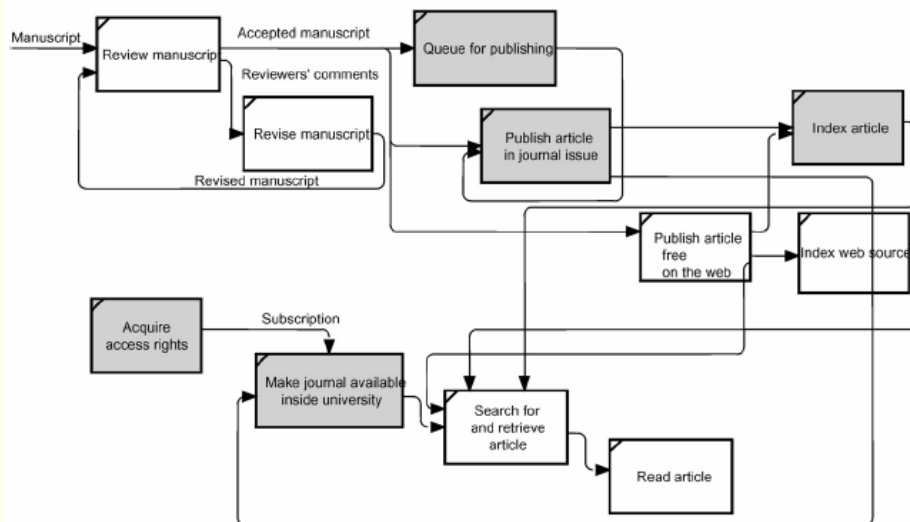 Manuscript
Review manuscript
Accepted manuscript
Queue for publishing
Reviewers' comments
Revise manuscript
Revised manuscript
Publish article
in journal issue
Index article
Publish article
free
on the web
Index web source
Acquire
access rights
Subscription
Make journal available
inside university
Search for
and retrieve
article
Read article